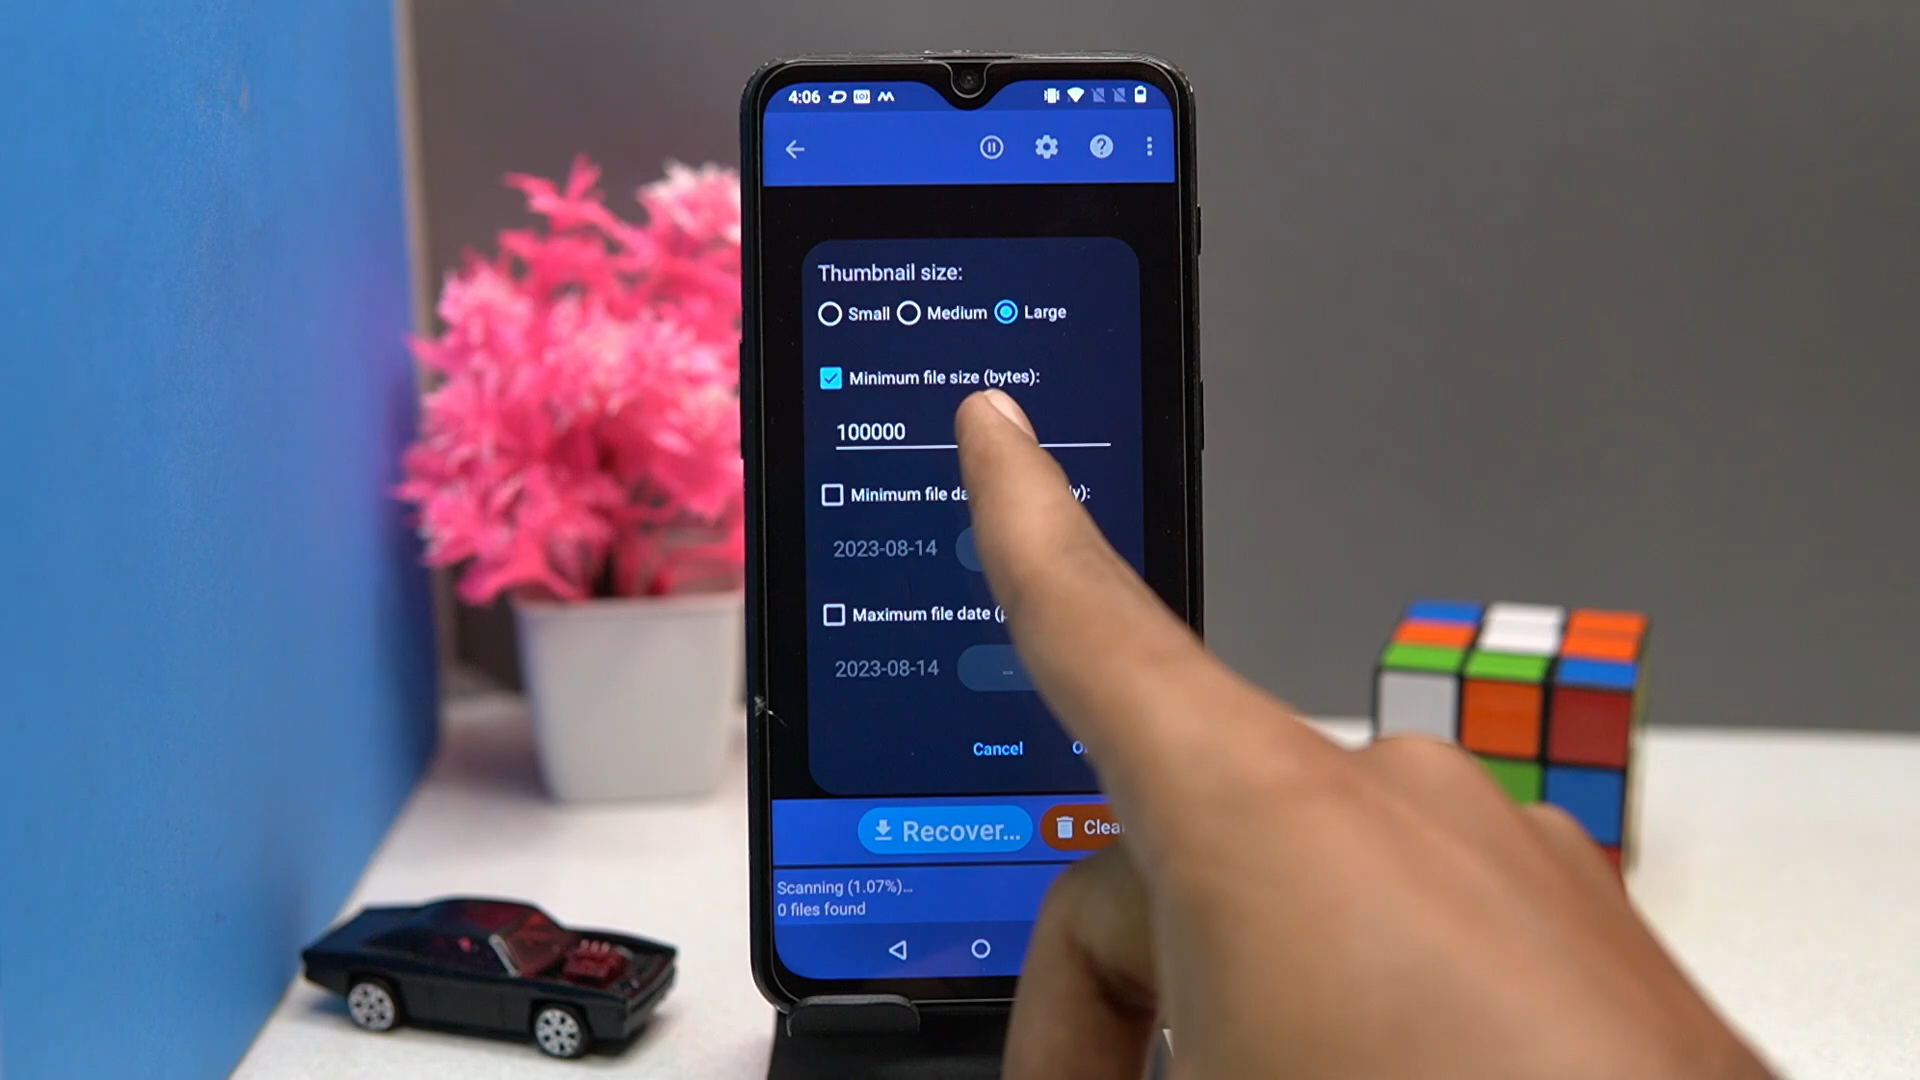 4:06
Thumbnail size:
Small Medium Large
Minimum file size (bytes):
100000
Minimum file
2023-08-14
Maximum file date
2023-08-14
Cancel
Recover...
Scanning (1.07%)...
0 files found